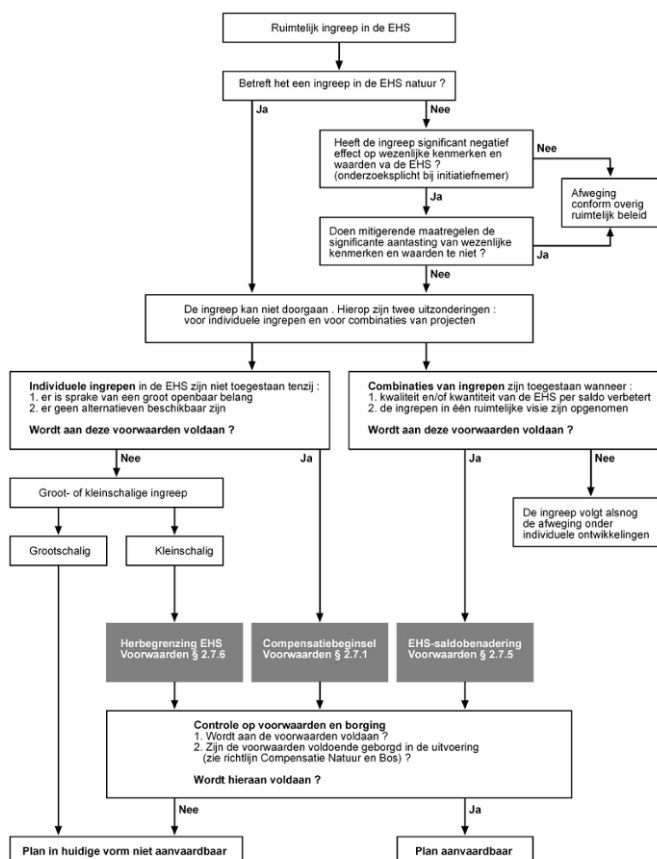 Ruimtelijk ingreep in de EHS
Betreft het een ingreep in de EHS natuur ?
Ja
Nee
Heeft de ingreep significant negatief
effect op wezenlijke kenmerken en
waarden va de EHS ?
(onderzoeksplicht bij initiatiefnemer)
Nee
Afweging
conform overig
ruimtelijk beleid
Ja
Doen mitigerende maatregelen de
significante aantasting van wezenlijke
kenmerken en waarden te niet ?
Ja
Nee
De ingreep kan niet doorgaan . Hierop zijn twee uitzonderingen :
voor individuele ingrepen en voor combinaties van projecten
Individuele ingrepen in de EHS zijn niet toegestaan tenzij :
1. er is sprake van een groot openbaar belang
2. er geen alternatieven beschikbaar zijn
Wordt aan deze voorwaarden voldaan ?
Combinaties van ingrepen zijn toegestaan wanneer :
1. kwaliteit en/of kwantiteit van de EHS per saldo verbetert
2. de ingrepen in één ruimtelijke visie zijn opgenomen
Wordt aan deze voorwaarden voldaan ?
Nee
Ja
Ja
Nee
Groot- of kleinschalige ingreep
De ingreep volgt alsnog
de afweging onder
individuele ontwikkelingen
Grootschalig
Kleinschalig
Herbegrenzing EHS
Voorwaarden § 2.7.6
Compensatiebeginsel
Voorwaarden § 2.7.1
EHS-saldobenadering
Voorwaarden § 2.7.5
Controle op voorwaarden en borging
1. Wordt aan de voorwaarden voldaan ?
2. Zijn de voorwaarden voldoende geborgd in de uitvoering
(zie richtlijn Compensatie Natuur en Bos) ?
Wordt hieraan voldaan ?
Nee
Ja
Plan in huidige vorm niet aanvaardbaar
Plan aanvaardbaar